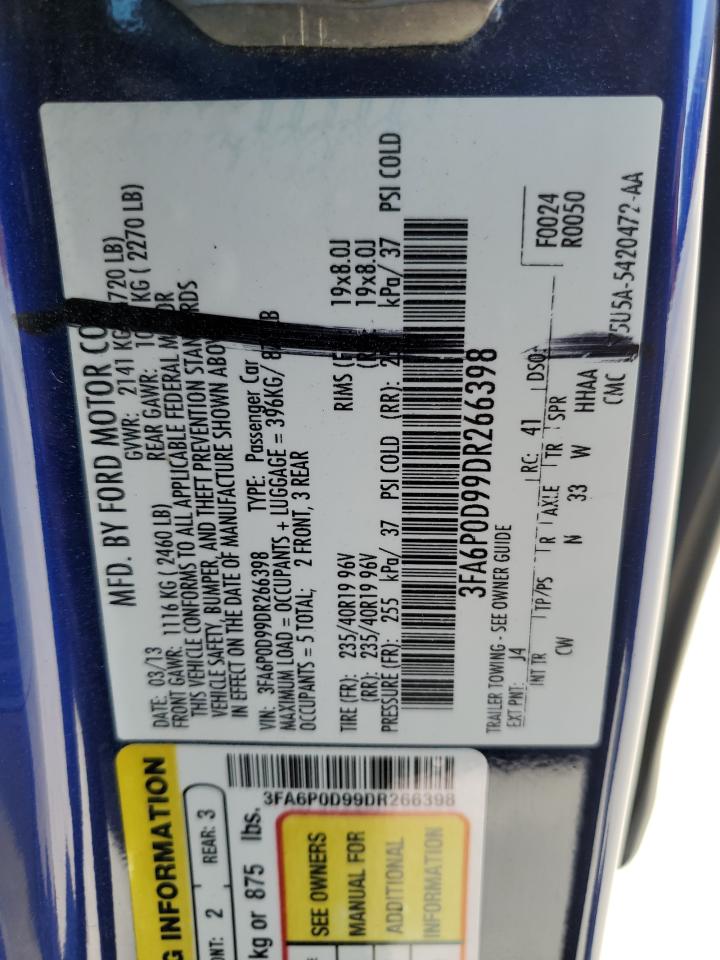 MFD. BY FORD MOTOR CO
DATE: 03/13 GVWR: 2141 KG 720 LB)
FRONT GAWR: 1116 KG ( 2460 LB) REAR GAWR: KG ( 2270 LB)
THIS VEHICLE CONFORMS TO ALL APPLICABLE FEDERAL MOTOR
VEHICLE SAFETY, BUMPER, AND THEFT PREVENTION STANDARDS
IN EFFECT ON THE DATE OF MANUFACTURE SHOWN ABOVE
VIN: 3FA6P0D99DR266398 TYPE: Passenger Car
MAXIMUM LOAD = OCCUPANTS + LUGGAGE = 396KG/
OCCUPANTS = 5 TOTAL; 2 FRONT, 3 REAR
TIRE (FR): 235/40R19 96V RIMS 19x8.0J
(RR): 235/40R19 96V 19x8.0J
PRESSURE (FR): 255 kPa/ 37 PSI COLD (RR): kPa/ 37 PSI COLD
3FA6P0D99DR266398
TRAILER TOWING - SEE OWNER GUIDE
EXT PNT: J4 RC: 41 DSO: F0024
R0050
INT TR TP/PS R AXLE TR SPR
CW N 33 W HHAA
CMC 75U5A-5420472-AA
3FA6P0D99DR266398
G INFORMATION
NT: 2 REAR: 3
kg or 875 lbs.
SEE OWNERS
MANUAL FOR
ADDITIONAL
INFORMATION